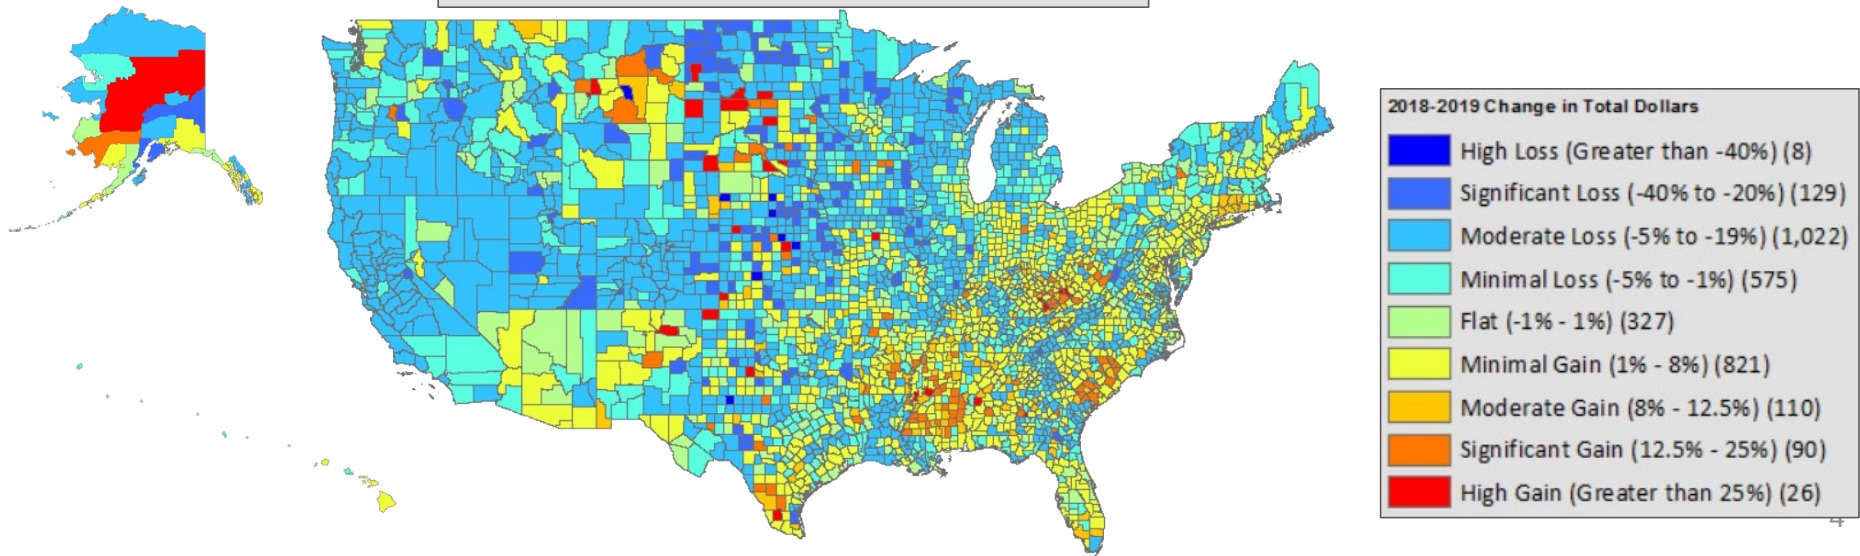 2018-2019 Change in Total Dollars
High Loss (Greater than -40%) (8)
Significant Loss (-40% to -20%) (129)
Moderate Loss (-5% to -19%) (1,022)
Minimal Loss (-5% to -1%) (575)
Flat (-1% - 1%) (327)
Minimal Gain (1% - 8%) (821)
Moderate Gain (8% - 12.5%) (110)
Significant Gain (12.5% - 25%) (90)
High Gain (Greater than 25%) (26)
4